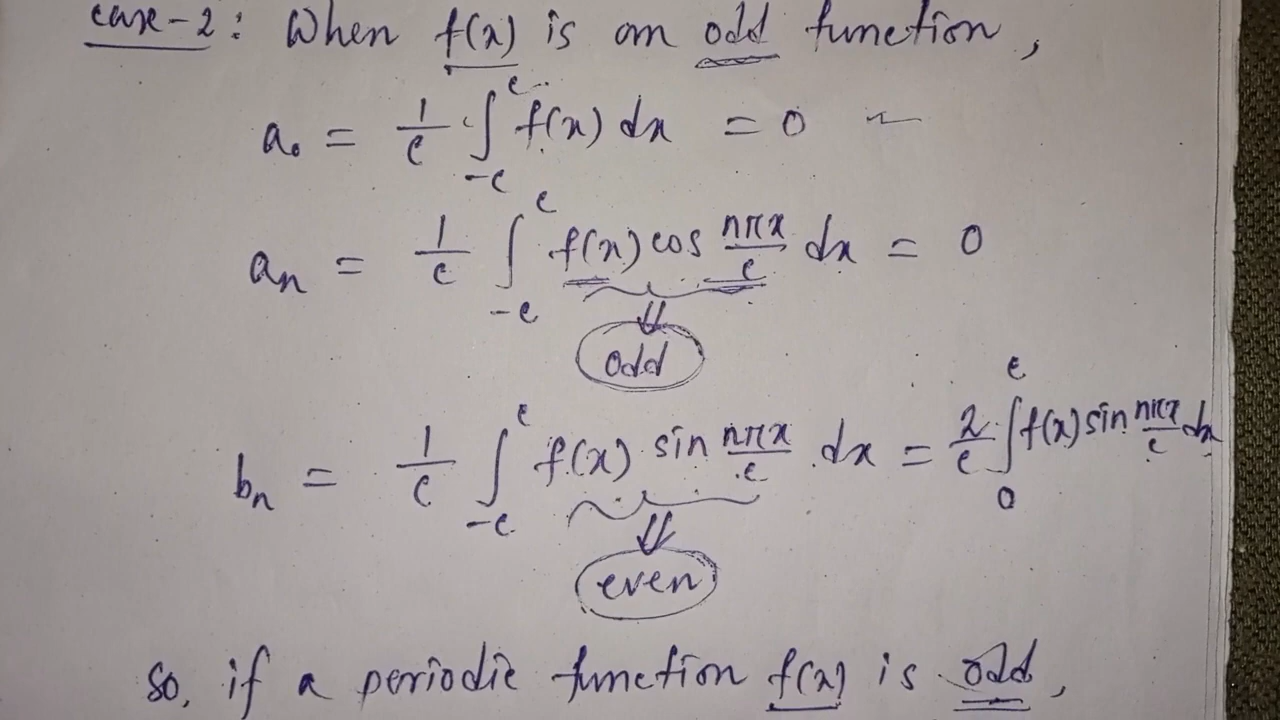 case-2: When f(x) is an odd function,
a₀ = 1/c ∫_{-c}^{c} f(x) dx = 0
aₙ = 1/c ∫_{-c}^{c} f(x) cos nπx/c dx = 0
odd
bₙ = 1/c ∫_{-c}^{c} f(x) sin nπx/c dx = 2/c ∫_{0}^{c} f(x) sin nπx/c dx
even
so, if a periodic function f(x) is odd,